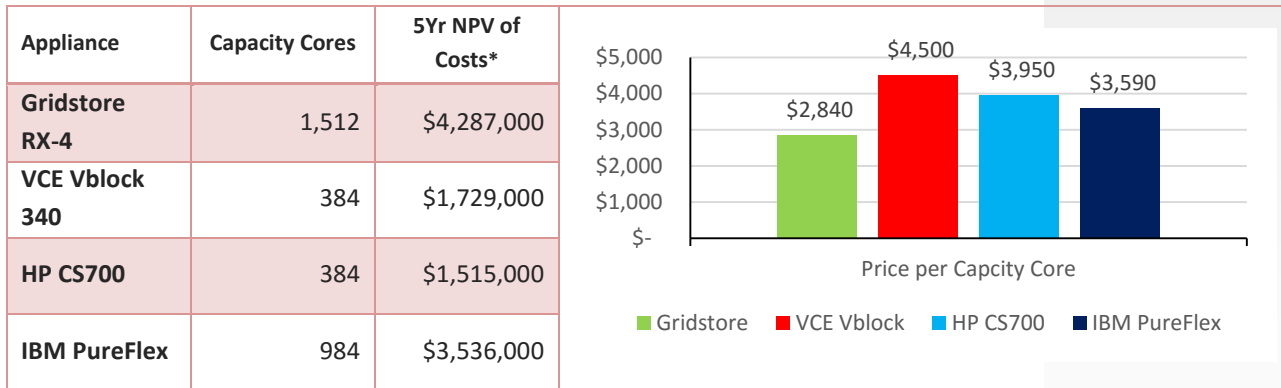 Appliance
Capacity Cores
5Yr NPV of
Costs*
Gridstore
RX-4
1,512
$4,287,000
VCE Vblock
340
384
$1,729,000
HP CS700
384
$1,515,000
IBM PureFlex
984
$3,536,000
$5,000
$4,000
$3,000
$2,000
$1,000
$-
$2,840
$4,500
$3,950
$3,590
Price per Capcity Core
Gridstore
VCE Vblock
HP CS700
IBM PureFlex